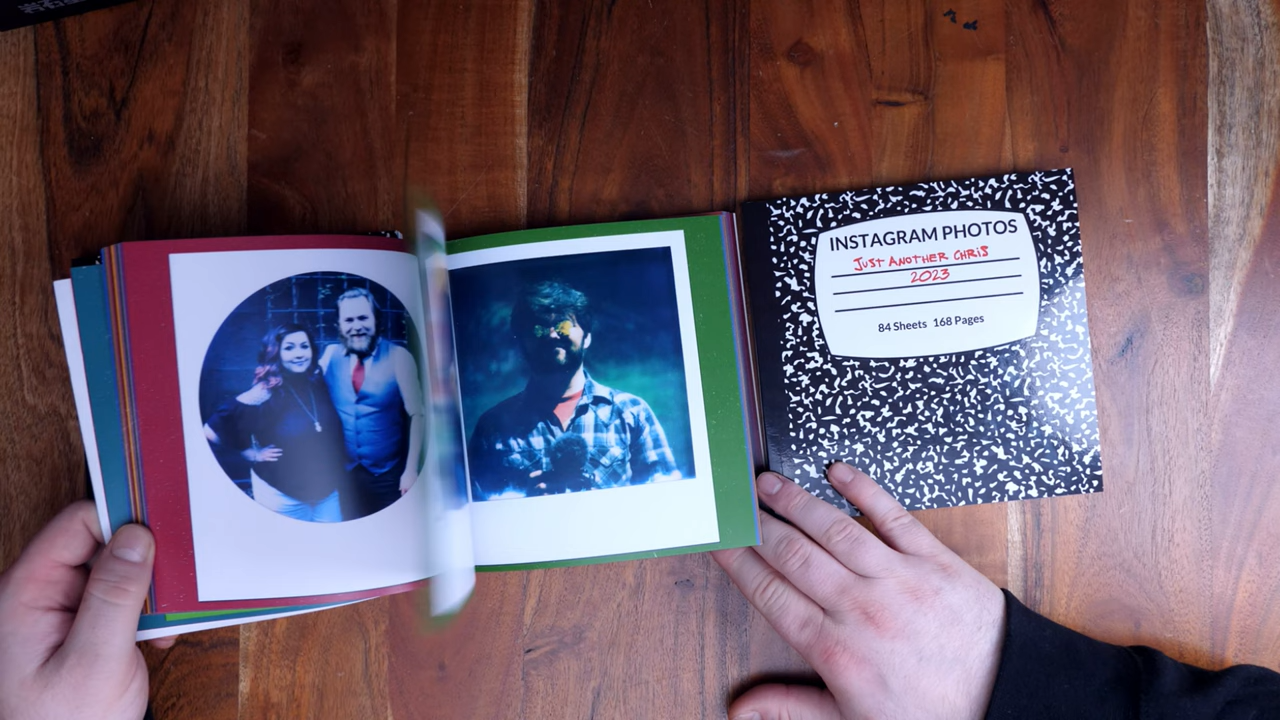 INSTAGRAM PHOTOS
JUST ANOTHER CHRIS
2023
84 Sheets 168 Pages